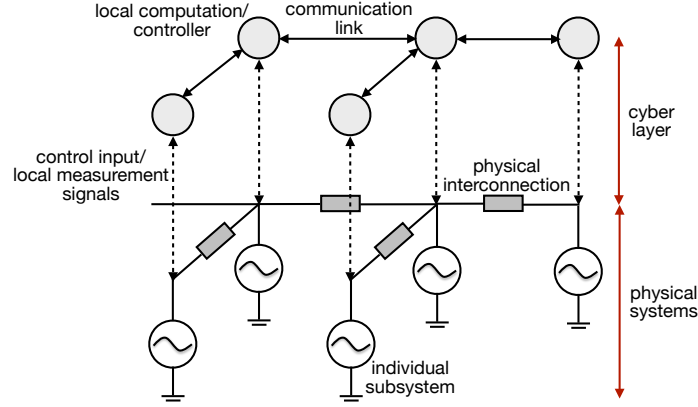 local computation/
controller
communication
link
cyber
layer
control input/
local measurement
signals
physical
interconnection
physical
systems
individual
subsystem